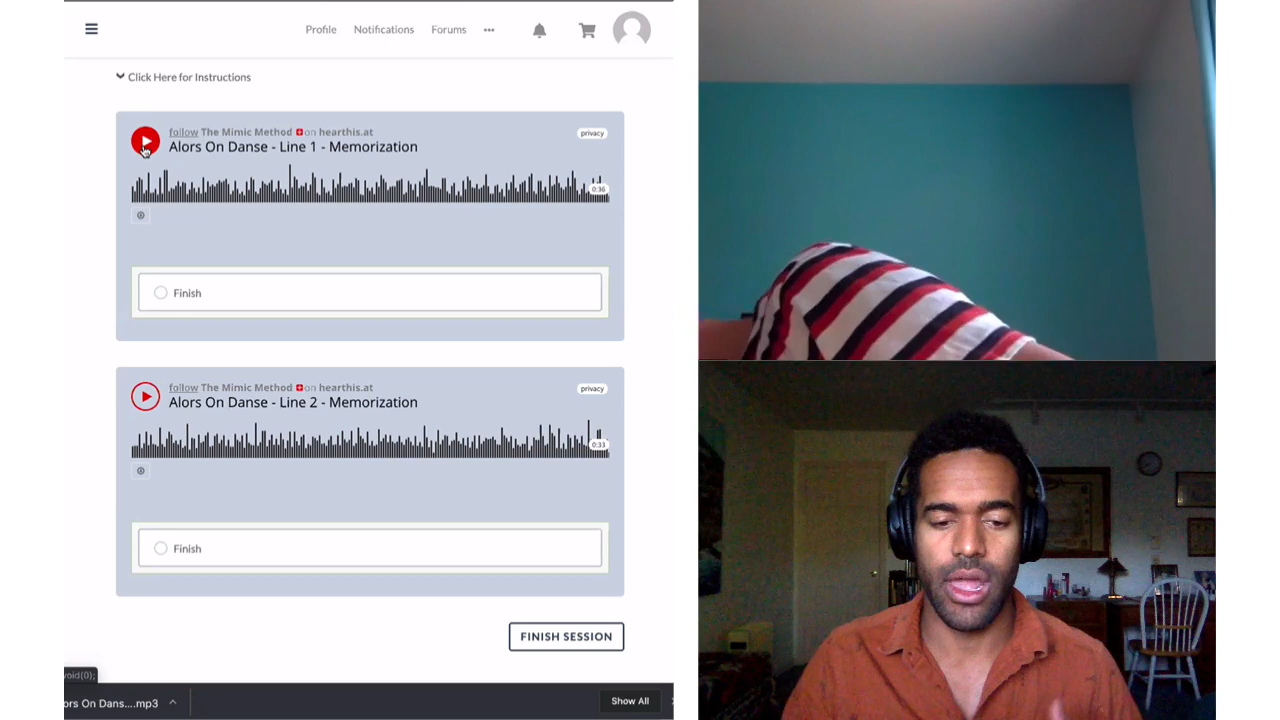 Profile Notifications Forums
Click Here for Instructions
follow The Mimic Method on hearthis.at
privacy
Alors On Danse - Line 1 - Memorization
0:36
Finish
follow The Mimic Method on hearthis.at
privacy
Alors On Danse - Line 2 - Memorization
0:33
Finish
FINISH SESSION
void(0);
ors On Dans....mp3
Show All